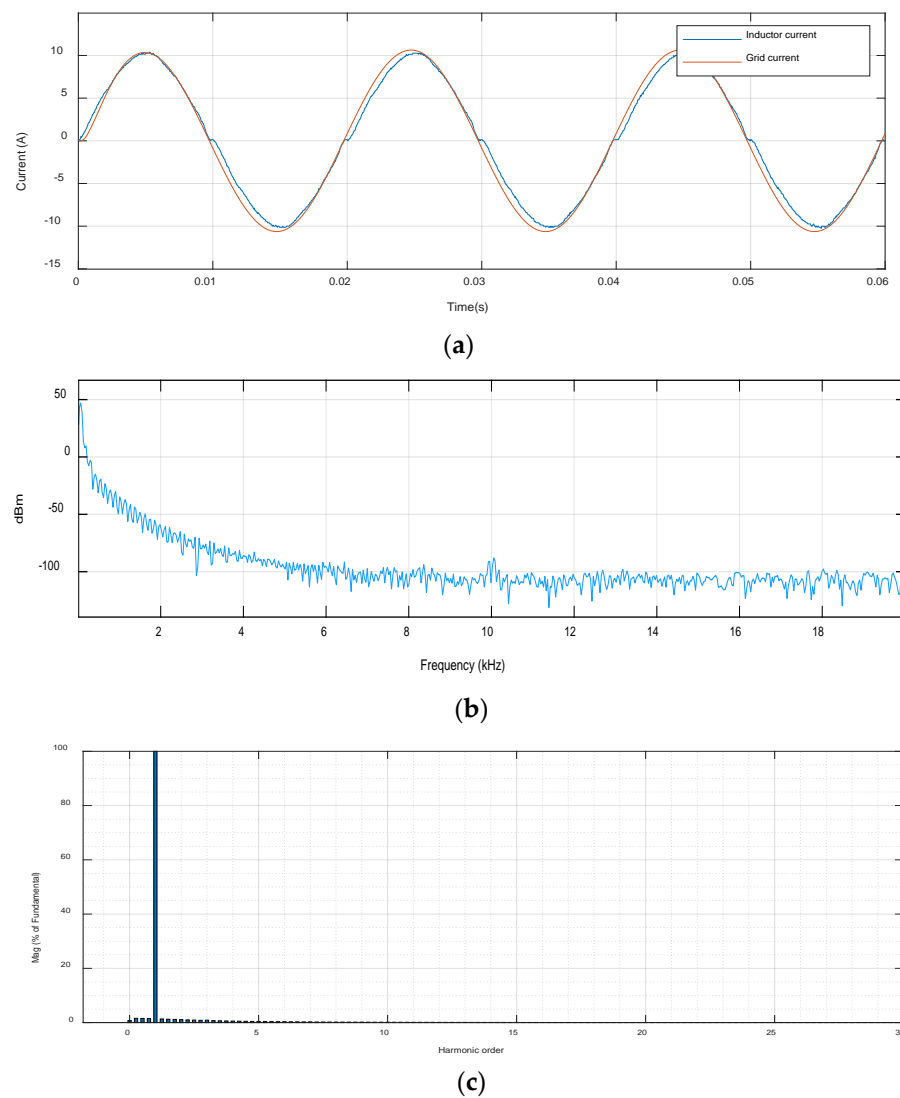 10
5
0
-5
-10
-15
Current (A)
Inductor current
Grid current
0 0.01 0.02 0.03 0.04 0.05 0.06
Time(s)
(a)
50
0
-50
-100
dBm
2 4 6 8 10 12 14 16 18
Frequency (kHz)
(b)
100
80
60
40
20
0
Mag (% of Fundamental)
0 5 10 15 20 25 3
Harmonic order
(c)